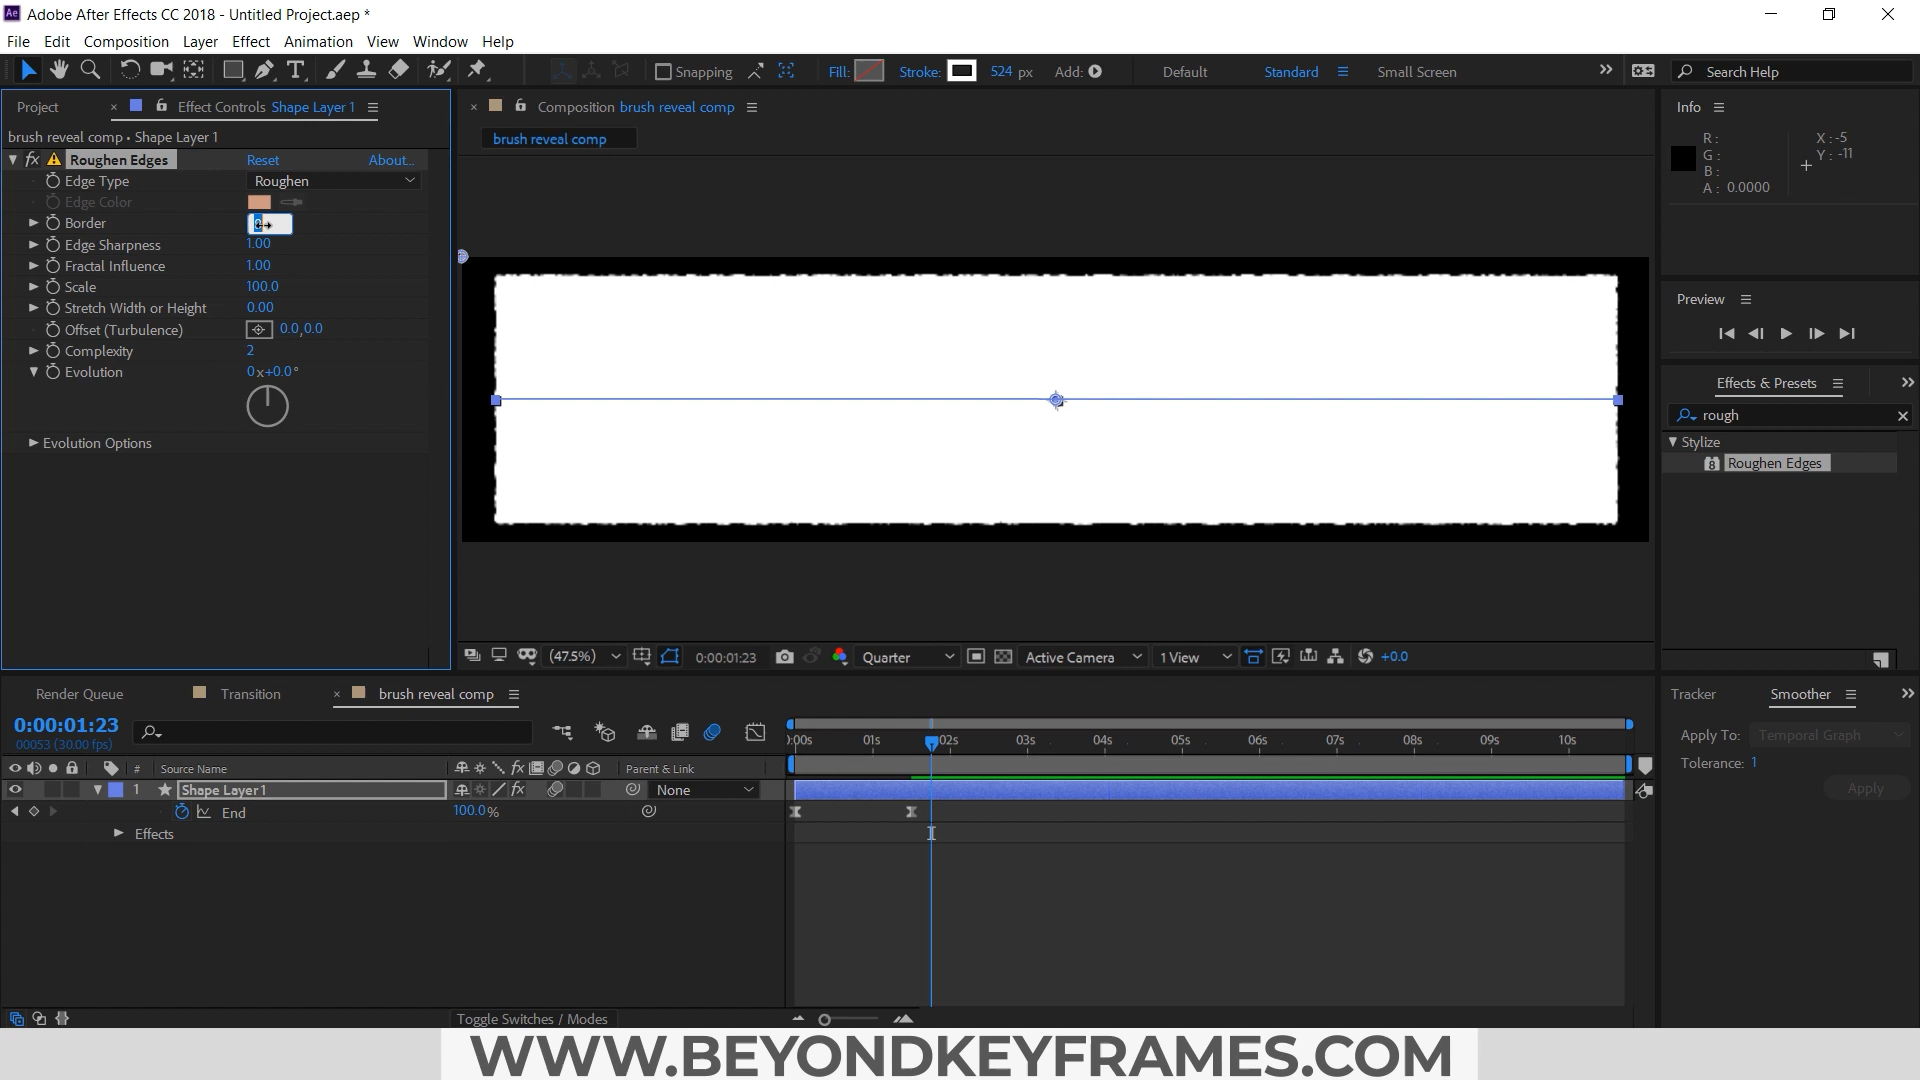 Ae Adobe After Effects CC 2018 - Untitled Project.aep *
File Edit Composition Layer Effect Animation View Window Help
Snapping Fill: Stroke: 524 px Add: Default Standard Small Screen Search Help
Project × Effect Controls Shape Layer 1
× Composition brush reveal comp
Info
brush reveal comp • Shape Layer 1
brush reveal comp
R :
G :
B :
A : 0.0000
X : -5
Y : -11
fx Roughen Edges Reset About...
Edge Type Roughen
Edge Color
Border
Edge Sharpness 1.00
Fractal Influence 1.00
Scale 100.0
Stretch Width or Height 0.00
Offset (Turbulence) 0.0,0.0
Complexity 2
Evolution 0x+0.0°
Evolution Options
Preview
Effects & Presets
rough
Stylize
8 Roughen Edges
(47.5%) 0:00:01:23 Quarter Active Camera 1 View +0.0
Render Queue Transition × brush reveal comp
Tracker Smoother
0:00:01:23
00053 (30.00 fps)
:00s 01s 02s 03s 04s 05s 06s 07s 08s 09s 10s
Apply To: Temporal Graph
Tolerance: 1
Apply
# Source Name fx Parent & Link
1 Shape Layer 1 fx None
End 100.0%
Effects
Toggle Switches / Modes
WWW.BEYONDKEYFRAMES.COM